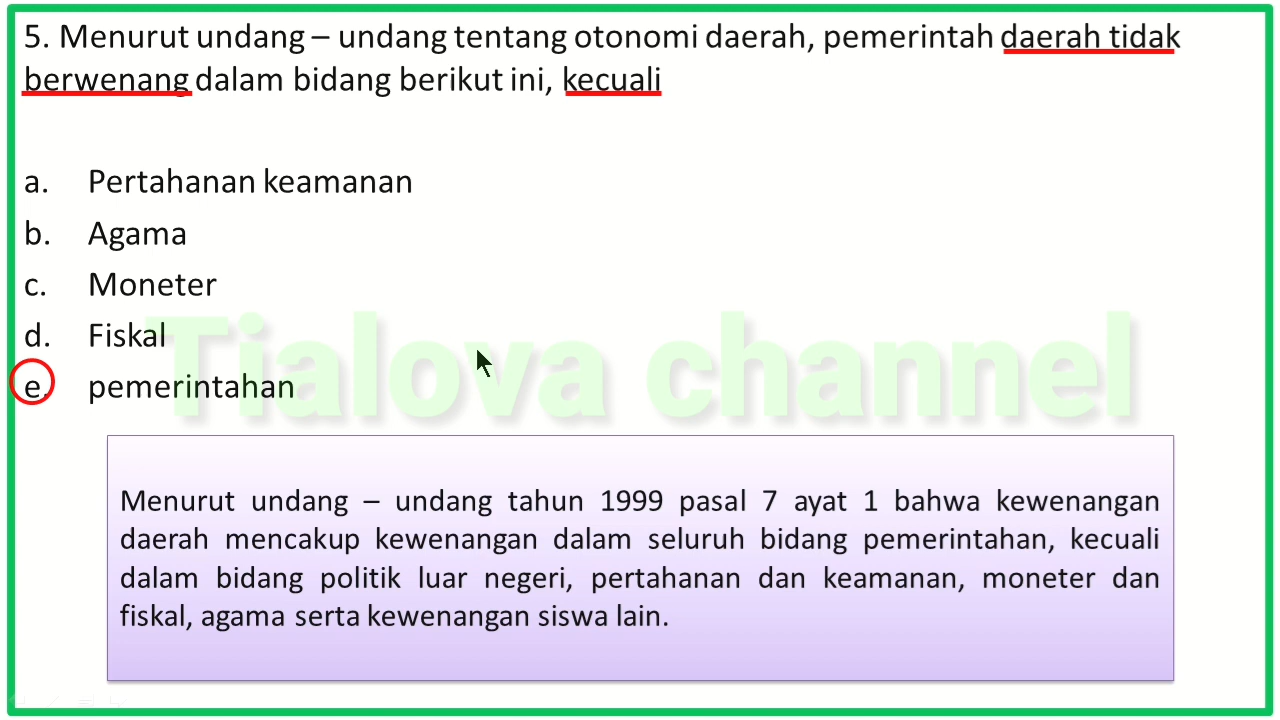 5. Menurut undang – undang tentang otonomi daerah, pemerintah daerah tidak
berwenang dalam bidang berikut ini, kecuali
a. Pertahanan keamanan
b. Agama
c. Moneter
d. Fiskal
e. pemerintahan
Tialova channel
Menurut undang – undang tahun 1999 pasal 7 ayat 1 bahwa kewenangan
daerah mencakup kewenangan dalam seluruh bidang pemerintahan, kecuali
dalam bidang politik luar negeri, pertahanan dan keamanan, moneter dan
fiskal, agama serta kewenangan siswa lain.